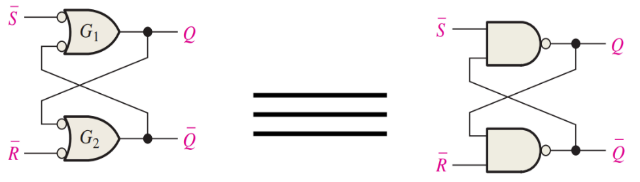 S̄ G₁ Q
R̄ G₂ Q̄
S̄ Q
R̄ Q̄